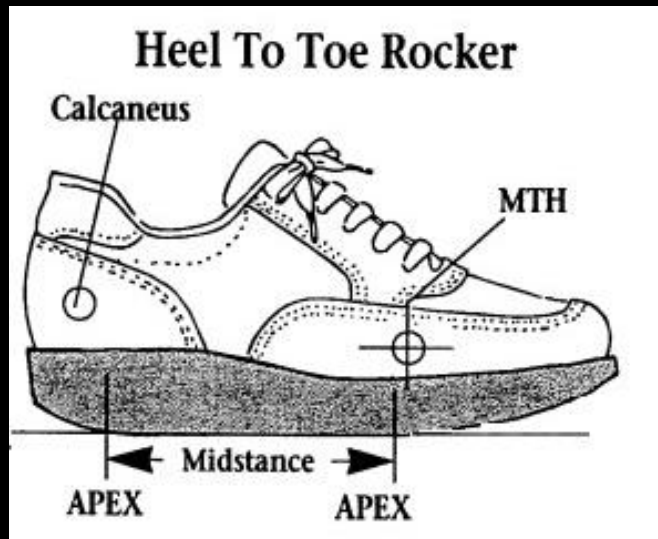 Heel To Toe Rocker
Calcaneus
MTH
Midstance
APEX
APEX